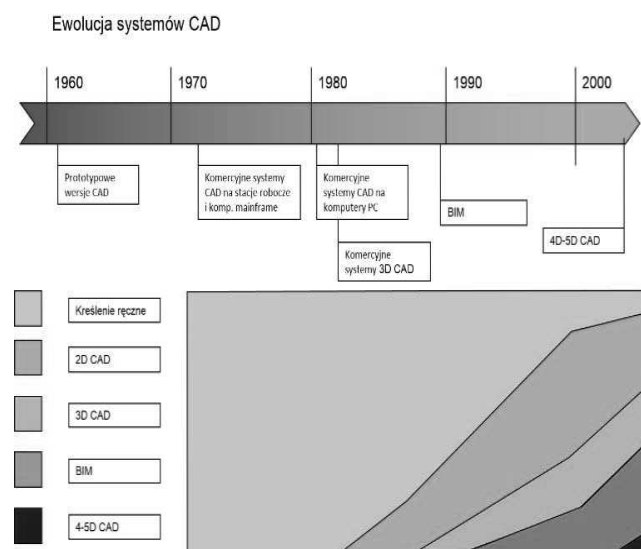 Ewolucja systemów CAD
1960
1970
1980
1990
2000
Prototypowe
wersje CAD
Komercyjne systemy
CAD na stacje robocze
i komp. mainframe
Komercyjne
systemy CAD na
komputery PC
Komercyjne
systemy 3D CAD
BIM
4D-5D CAD
Kreślenie ręczne
2D CAD
3D CAD
BIM
4-5D CAD